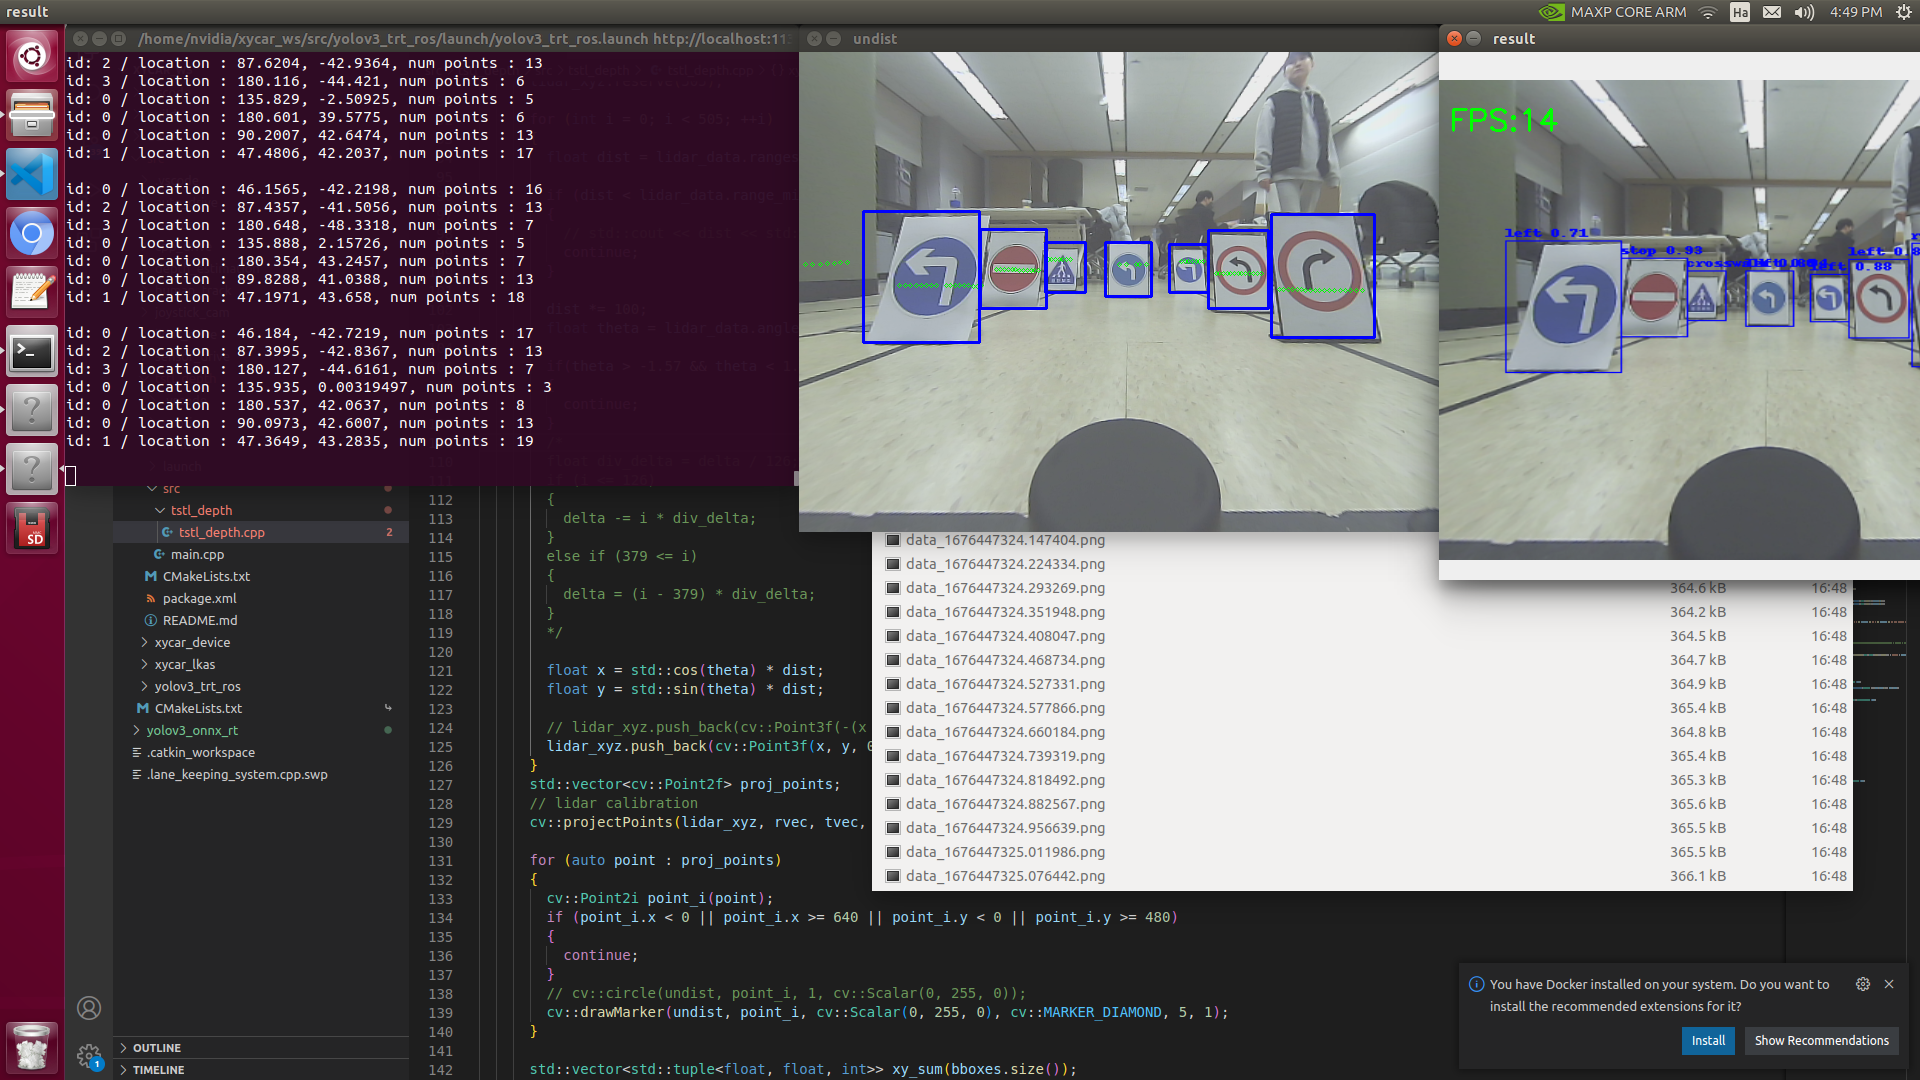 result
MAXP CORE ARM
Ha
4:49 PM
/home/nvidia/xycar_ws/src/yolov3_trt_ros/launch/yolov3_trt_ros.launch http://localhost:113
id: 2 / location : 87.6204, -42.9364, num points : 13
id: 3 / location : 180.116, -44.421, num points : 6
id: 0 / location : 135.829, -2.50925, num points : 5
id: 0 / location : 180.601, 39.5775, num points : 6
id: 0 / location : 90.2007, 42.6474, num points : 13
id: 1 / location : 47.4806, 42.2037, num points : 17
id: 0 / location : 46.1565, -42.2198, num points : 16
id: 2 / location : 87.4357, -41.5056, num points : 13
id: 3 / location : 180.648, -48.3318, num points : 7
id: 0 / location : 135.888, 2.15726, num points : 5
id: 0 / location : 180.354, 43.2457, num points : 7
id: 0 / location : 89.8288, 41.0388, num points : 13
id: 1 / location : 47.1971, 43.658, num points : 18
id: 0 / location : 46.184, -42.7219, num points : 17
id: 2 / location : 87.3995, -42.8367, num points : 13
id: 3 / location : 180.127, -44.6161, num points : 7
id: 0 / location : 135.935, 0.00319497, num points : 3
id: 0 / location : 180.537, 42.0637, num points : 8
id: 0 / location : 90.0973, 42.6007, num points : 13
id: 1 / location : 47.3649, 43.2835, num points : 19
undist
result
FPS:14
left 0.71
stop 0.93
left 0.88
SD
src
tstl_depth
tstl_depth.cpp 2
main.cpp
CMakeLists.txt
package.xml
README.md
xycar_device
xycar_lkas
yolov3_trt_ros
CMakeLists.txt
yolov3_onnx_rt
.catkin_workspace
.lane_keeping_system.cpp.swp
OUTLINE
TIMELINE
1
112 {
113 delta -= i * div_delta;
114 }
115 else if (379 <= i)
116 {
117 delta = (i - 379) * div_delta;
118 }
119 */
120
121 float x = std::cos(theta) * dist;
122 float y = std::sin(theta) * dist;
123
124 // lidar_xyz.push_back(cv::Point3f(-(x
125 lidar_xyz.push_back(cv::Point3f(x, y, 0
126 }
127 std::vector<cv::Point2f> proj_points;
128 // lidar calibration
129 cv::projectPoints(lidar_xyz, rvec, tvec,
130
131 for (auto point : proj_points)
132 {
133 cv::Point2i point_i(point);
134 if (point_i.x < 0 || point_i.x >= 640 || point_i.y < 0 || point_i.y >= 480)
135 {
136 continue;
137 }
138 // cv::circle(undist, point_i, 1, cv::Scalar(0, 255, 0));
139 cv::drawMarker(undist, point_i, cv::Scalar(0, 255, 0), cv::MARKER_DIAMOND, 5, 1);
140 }
141
142 std::vector<std::tuple<float, float, int>> xy_sum(bboxes.size());
data_1676447324.147404.png
data_1676447324.224334.png
data_1676447324.293269.png 364.6 kB 16:48
data_1676447324.351948.png 364.2 kB 16:48
data_1676447324.408047.png 364.5 kB 16:48
data_1676447324.468734.png 364.7 kB 16:48
data_1676447324.527331.png 364.9 kB 16:48
data_1676447324.577866.png 365.4 kB 16:48
data_1676447324.660184.png 364.8 kB 16:48
data_1676447324.739319.png 365.4 kB 16:48
data_1676447324.818492.png 365.3 kB 16:48
data_1676447324.882567.png 365.6 kB 16:48
data_1676447324.956639.png 365.5 kB 16:48
data_1676447325.011986.png 365.5 kB 16:48
data_1676447325.076442.png 366.1 kB 16:48
You have Docker installed on your system. Do you want to
install the recommended extensions for it?
Install
Show Recommendations